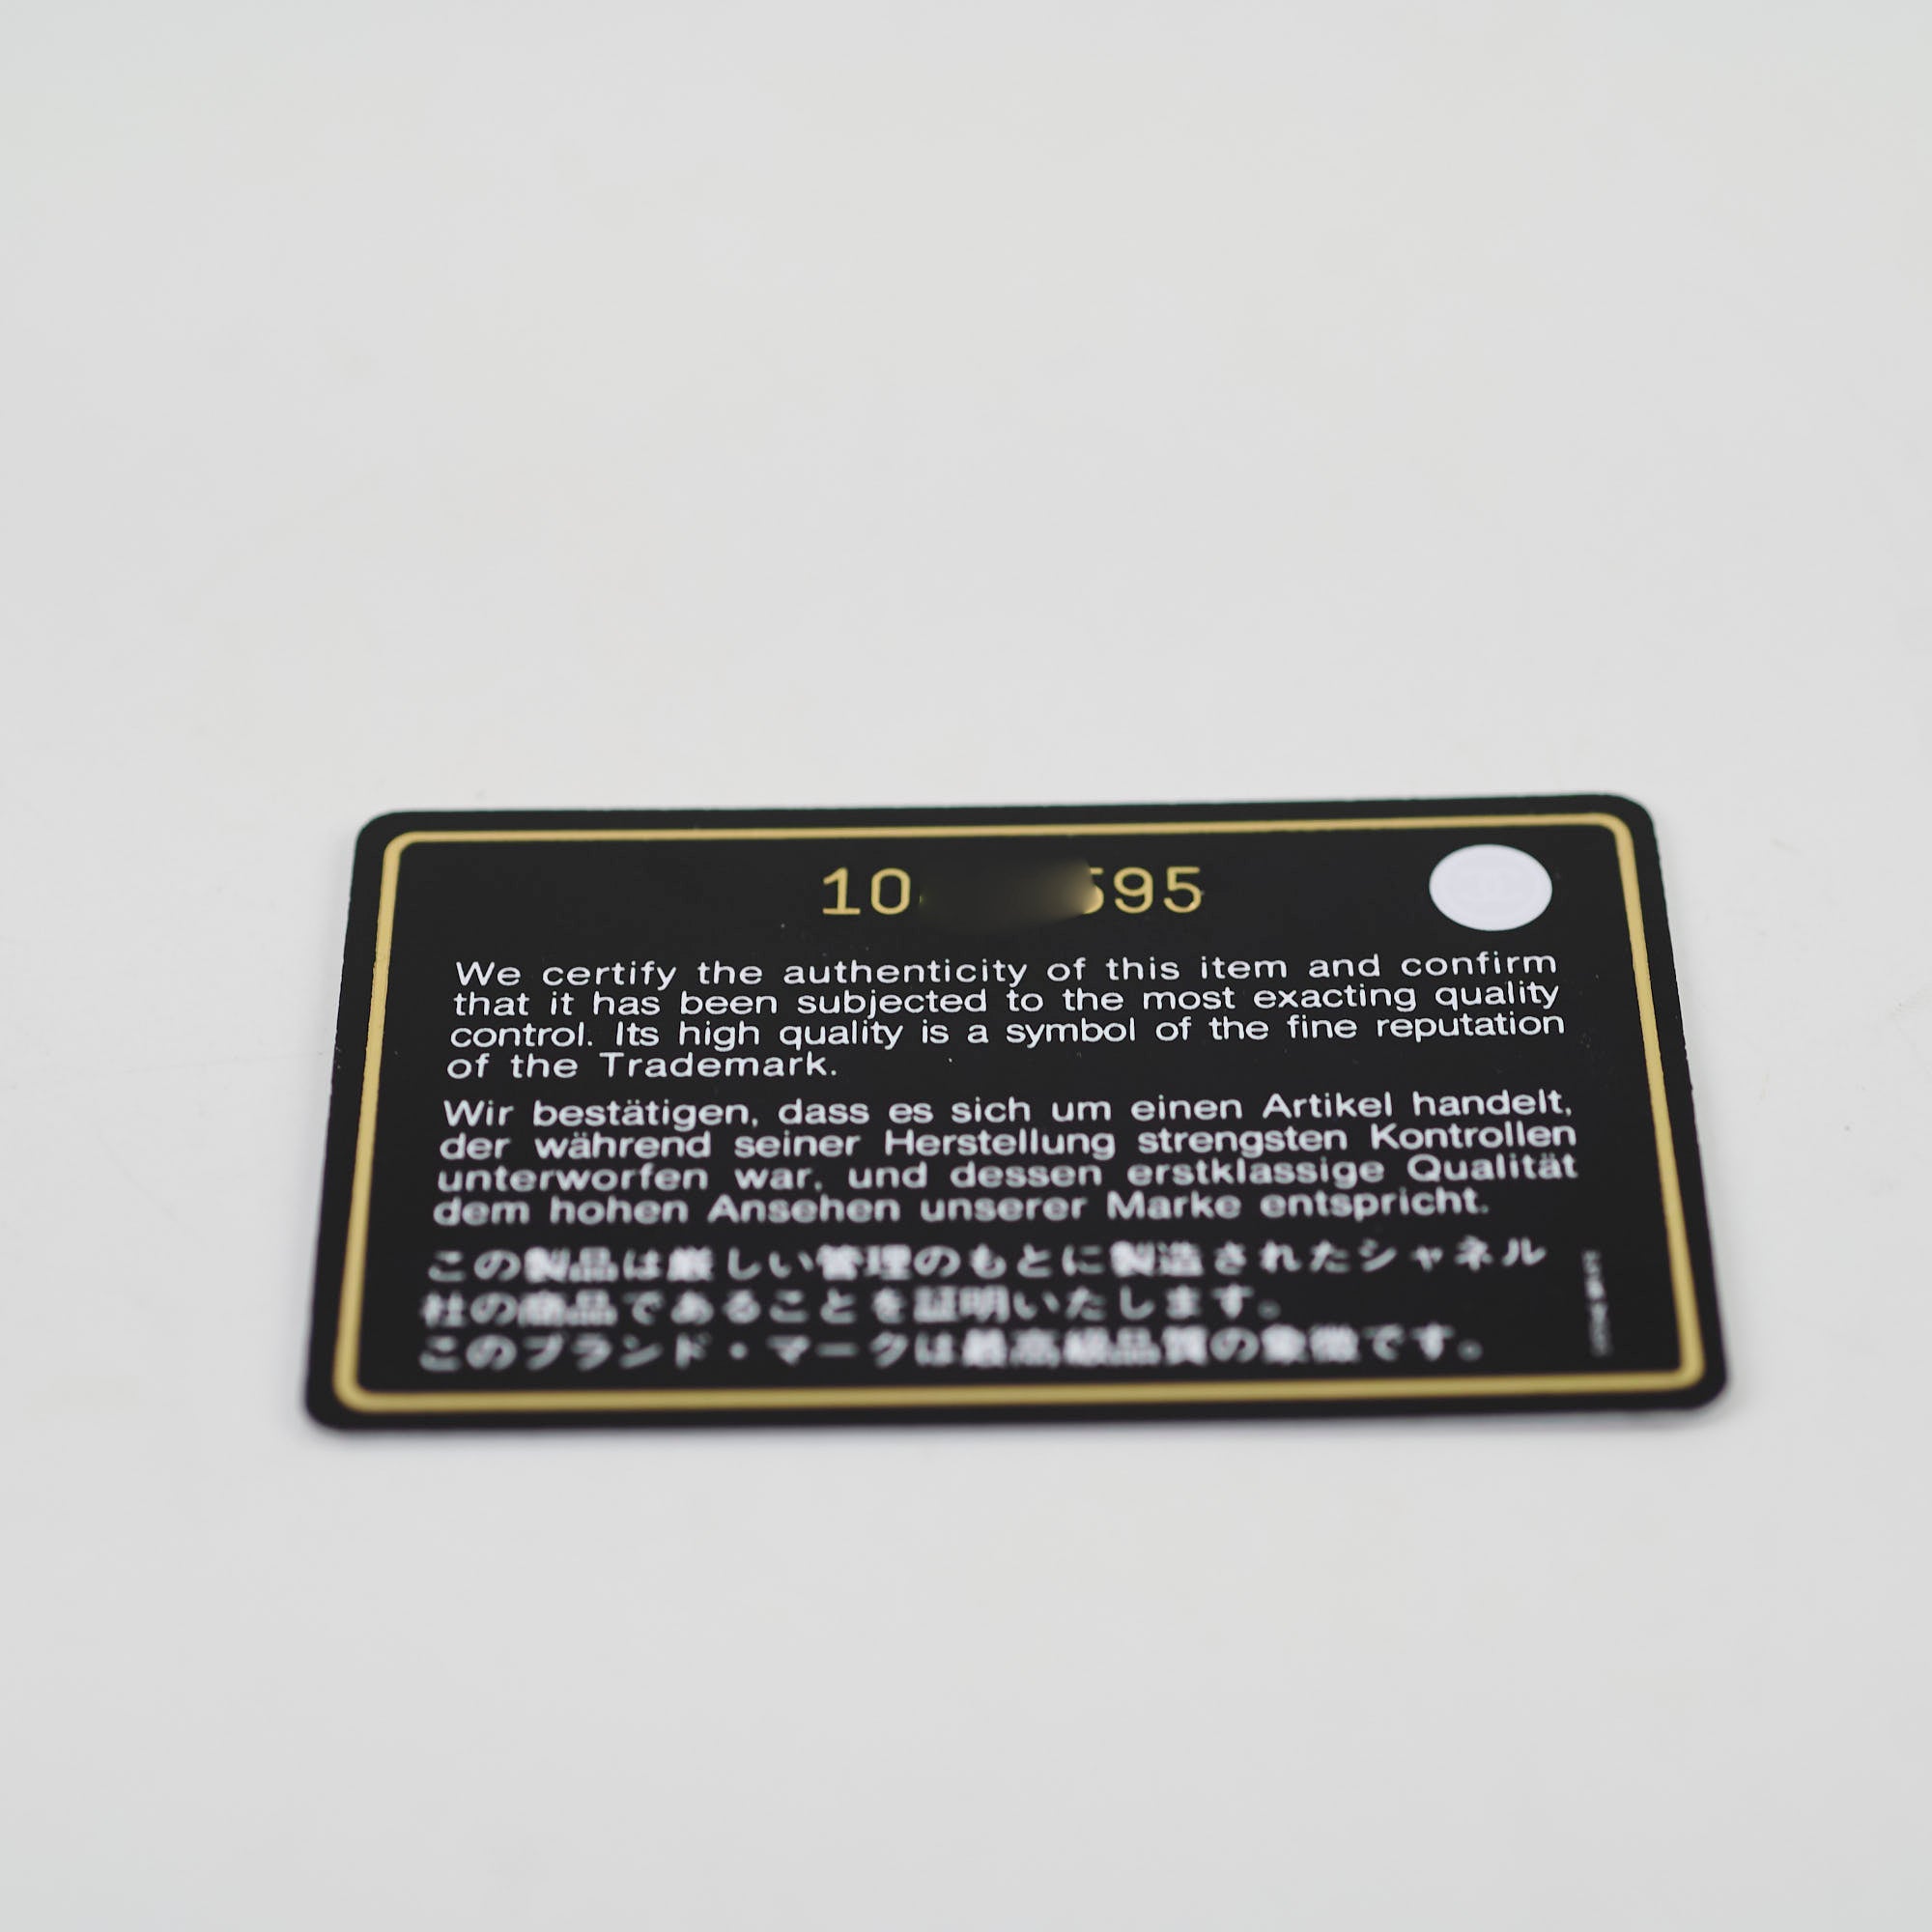 10 595
We certify the authenticity of this item and confirm
that it has been subjected to the most exacting quality
control. Its high quality is a symbol of the fine reputation
of the Trademark.
Wir bestätigen, dass es sich um einen Artikel handelt,
der während seiner Herstellung strengsten Kontrollen
unterworfen war, und dessen erstklassige Qualität
dem hohen Ansehen unserer Marke entspricht.
この製品は厳しい管理のもとに製造されたシャネル
社の商品であることを証明いたします。
このブランド・マークは最高級品質の象徴です。